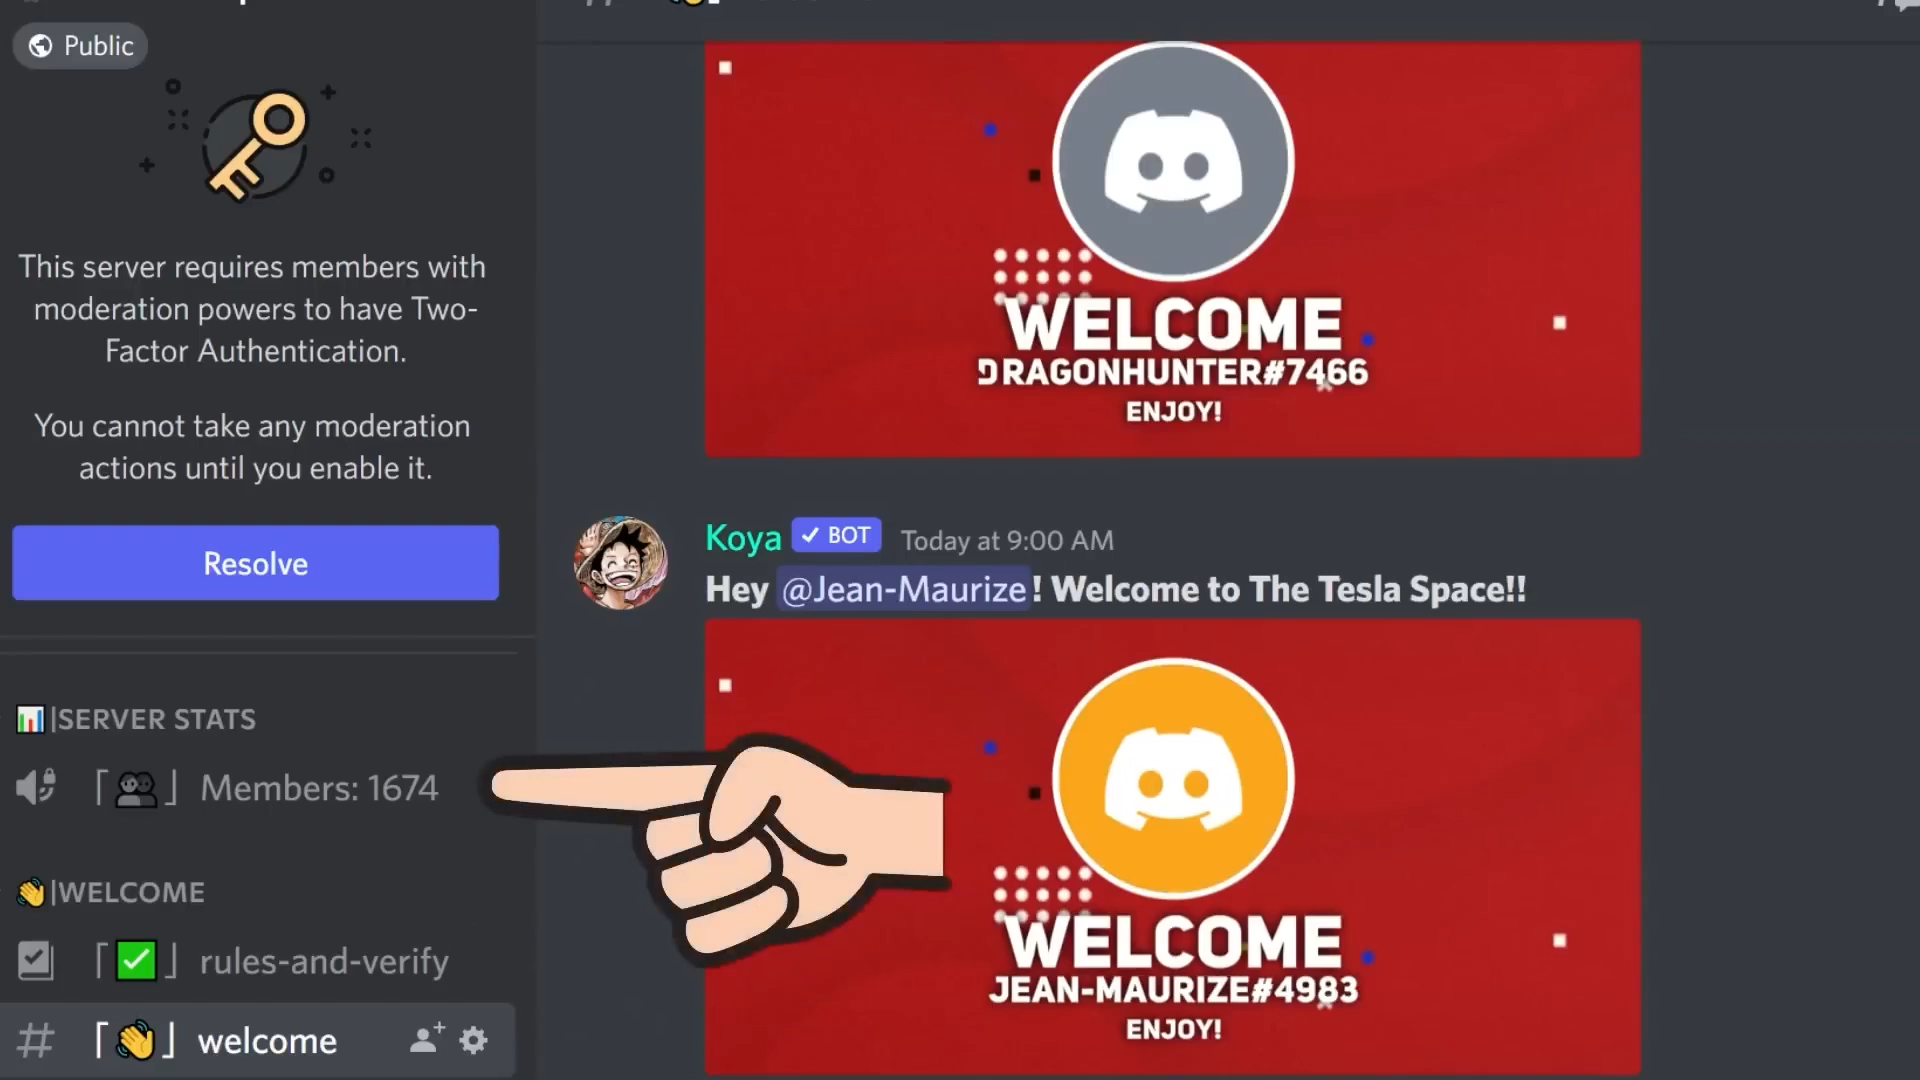 Public
This server requires members with
moderation powers to have Two-
Factor Authentication.
You cannot take any moderation
actions until you enable it.
Resolve
|SERVER STATS
「 」 Members: 1674
|WELCOME
「 」 rules-and-verify
# 「 」 welcome
WELCOME
DRAGONHUNTER#7466
ENJOY!
Koya ✓ BOT Today at 9:00 AM
Hey @Jean-Maurize! Welcome to The Tesla Space!!
WELCOME
JEAN-MAURIZE#4983
ENJOY!